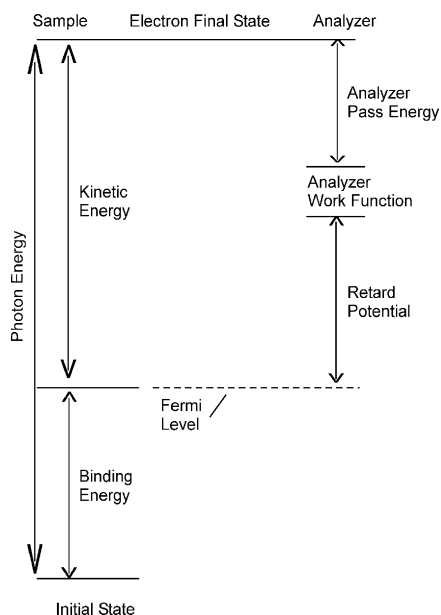 Sample Electron Final State Analyzer
Analyzer
Pass Energy
Analyzer
Work Function
Kinetic
Energy
Photon Energy
Retard
Potential
Fermi
Level
Binding
Energy
Initial State